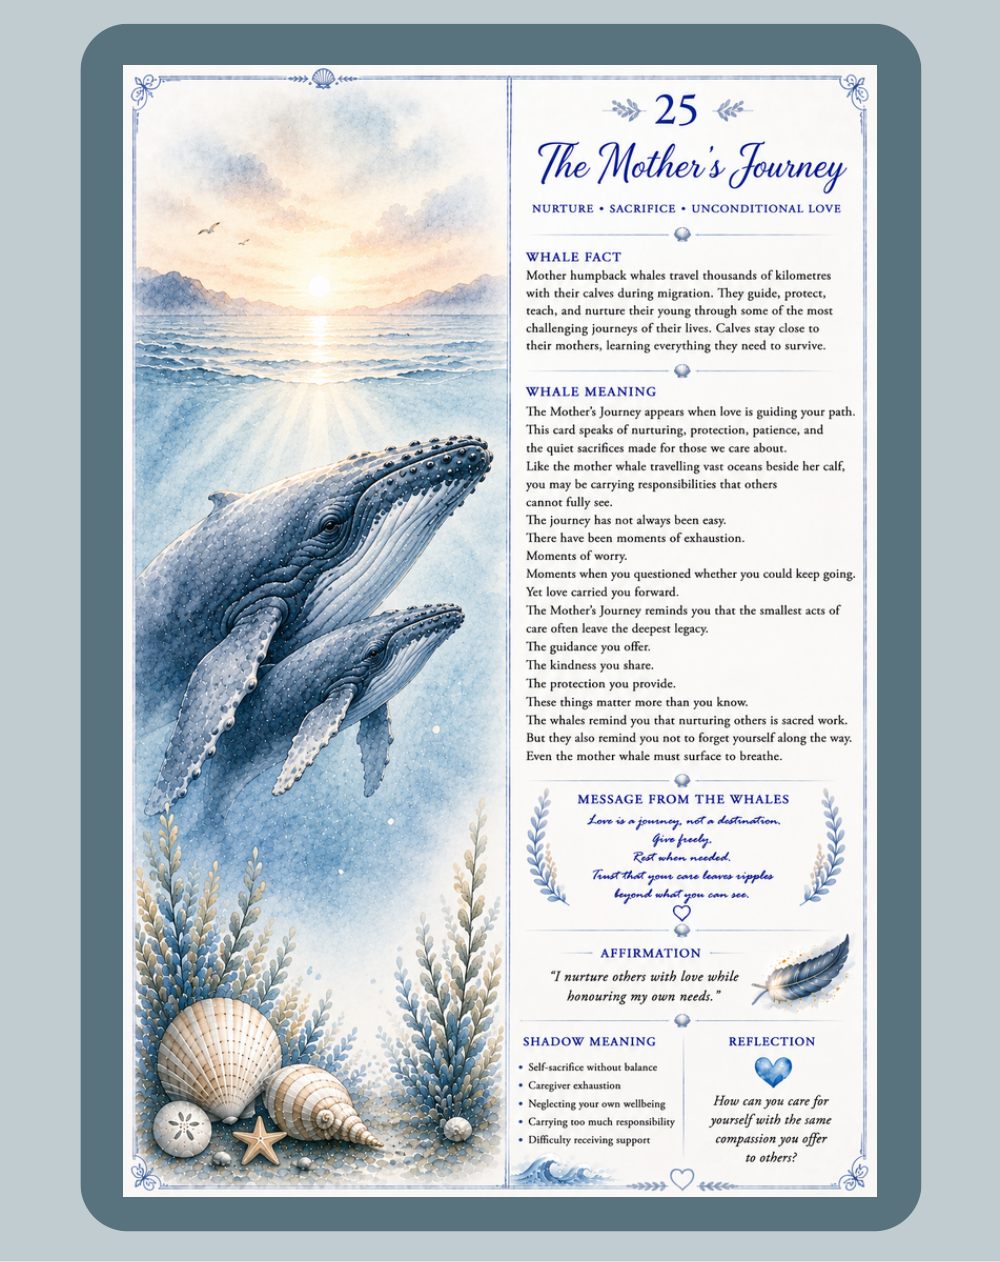 25
The Mother's Journey
NURTURE • SACRIFICE • UNCONDITIONAL LOVE
WHALE FACT
Mother humpback whales travel thousands of kilometres
with their calves during migration. They guide, protect,
teach, and nurture their young through some of the most
challenging journeys of their lives. Calves stay close to
their mothers, learning everything they need to survive.
WHALE MEANING
The Mother's Journey appears when love is guiding your path.
This card speaks of nurturing, protection, patience, and
the quiet sacrifices made for those we care about.
Like the mother whale travelling vast oceans beside her calf,
you may be carrying responsibilities that others
cannot fully see.
The journey has not always been easy.
There have been moments of exhaustion.
Moments of worry.
Moments when you questioned whether you could keep going.
Yet love carried you forward.
The Mother's Journey reminds you that the smallest acts of
care often leave the deepest legacy.
The guidance you offer.
The kindness you share.
The protection you provide.
These things matter more than you know.
The whales remind you that nurturing others is sacred work.
But they also remind you not to forget yourself along the way.
Even the mother whale must surface to breathe.
MESSAGE FROM THE WHALES
Love is a journey, not a destination.
Give freely.
Rest when needed.
Trust that your care leaves ripples
beyond what you can see.
AFFIRMATION
"I nurture others with love while
honouring my own needs."
SHADOW MEANING
• Self-sacrifice without balance
• Caregiver exhaustion
• Neglecting your own wellbeing
• Carrying too much responsibility
• Difficulty receiving support
REFLECTION
How can you care for
yourself with the same
compassion you offer
to others?